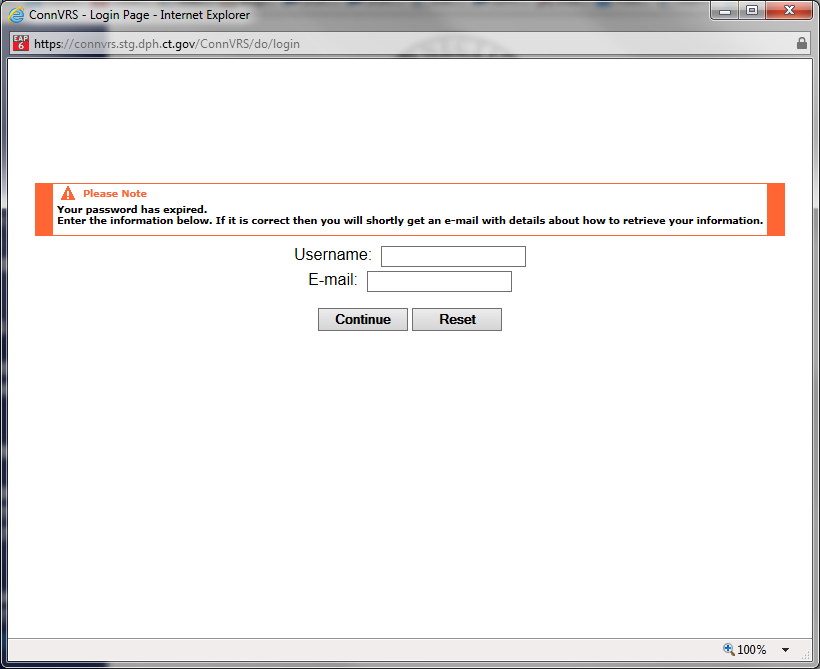 ConnVRS - Login Page - Internet Explorer
EAP
6
https://connvrs.stg.dph.ct.gov/ConnVRS/do/login
Please Note
Your password has expired.
Enter the information below. If it is correct then you will shortly get an e-mail with details about how to retrieve your information.
Username:
E-mail:
Continue Reset
100%